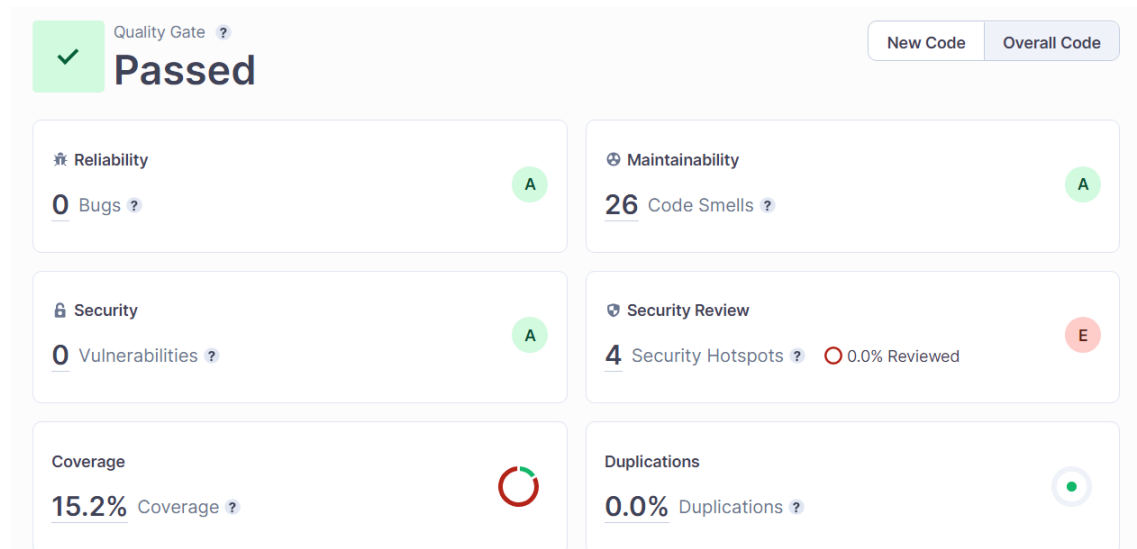 Quality Gate ?
Passed
New Code
Overall Code
Reliability
0 Bugs ?
A
Maintainability
26 Code Smells ?
A
Security
0 Vulnerabilities ?
A
Security Review
4 Security Hotspots ? 0.0% Reviewed
E
Coverage
15.2% Coverage ?
Duplications
0.0% Duplications ?